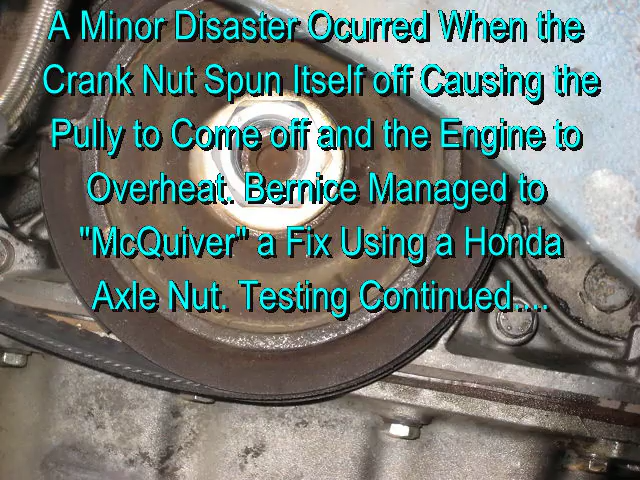 A Minor Disaster Ocurred When the
Crank Nut Spun Itself off Causing the
Pully to Come off and the Engine to
Overheat. Bernice Managed to
"McQuiver" a Fix Using a Honda
Axle Nut. Testing Continued....